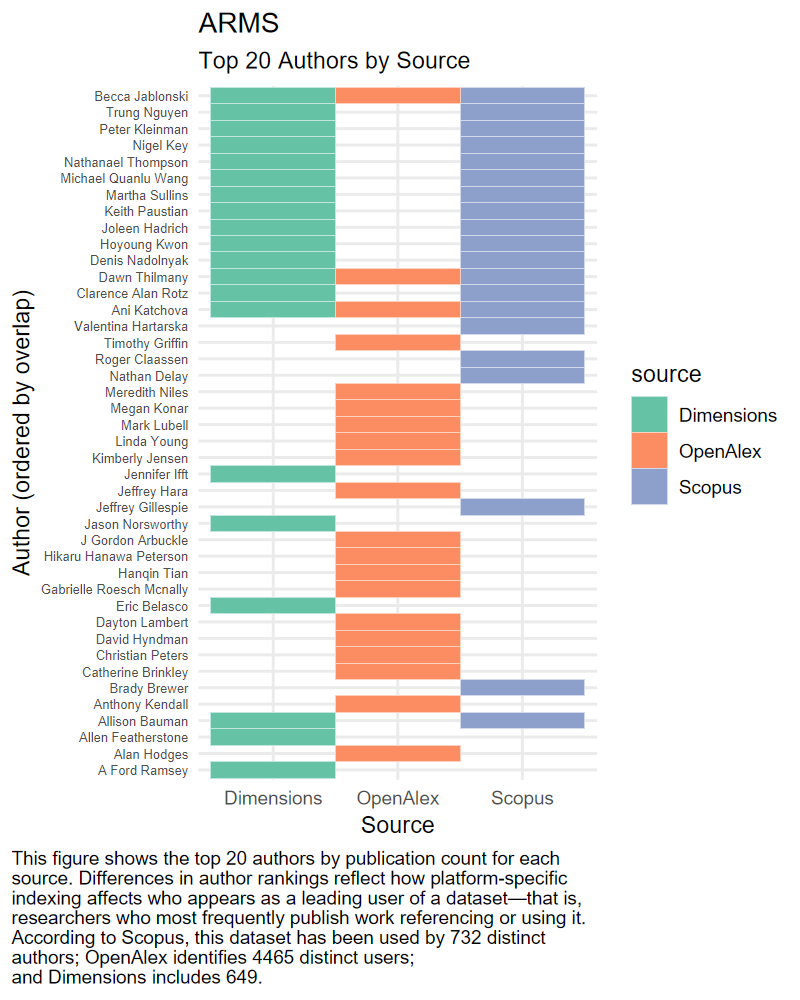 ARMS
Top 20 Authors by Source
Becca Jablonski
Trung Nguyen
Peter Kleinman
Nigel Key
Nathanael Thompson
Michael Quanlu Wang
Martha Sullins
Keith Paustian
Joleen Hadrich
Hoyoung Kwon
Denis Nadolnyak
Dawn Thilmany
Clarence Alan Rotz
Ani Katchova
Valentina Hartarska
Timothy Griffin
Roger Claassen
Nathan Delay
Meredith Niles
Megan Konar
Mark Lubell
Linda Young
Kimberly Jensen
Jennifer Ifft
Jeffrey Hara
Jeffrey Gillespie
Jason Norsworthy
J Gordon Arbuckle
Hikaru Hanawa Peterson
Hanqin Tian
Gabrielle Roesch Mcnally
Eric Belasco
Dayton Lambert
David Hyndman
Christian Peters
Catherine Brinkley
Brady Brewer
Anthony Kendall
Allison Bauman
Allen Featherstone
Alan Hodges
A Ford Ramsey
Author (ordered by overlap)
Dimensions OpenAlex Scopus
Source
source
Dimensions
OpenAlex
Scopus
This figure shows the top 20 authors by publication count for each
source. Differences in author rankings reflect how platform-specific
indexing affects who appears as a leading user of a dataset—that is,
researchers who most frequently publish work referencing or using it.
According to Scopus, this dataset has been used by 732 distinct
authors; OpenAlex identifies 4465 distinct users;
and Dimensions includes 649.